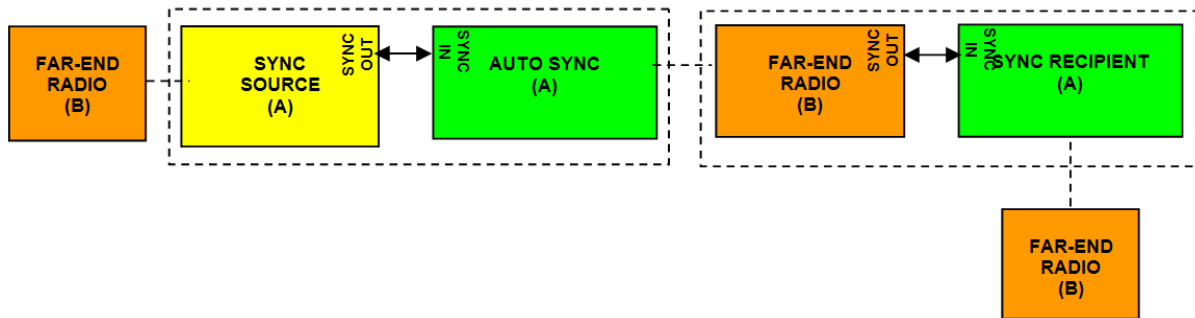 FAR-END
RADIO
(B)
SYNC
SOURCE
(A)
SYNC
OUT
SYNC
IN
AUTO SYNC
(A)
FAR-END
RADIO
(B)
SYNC
OUT
SYNC
IN
SYNC RECIPIENT
(A)
FAR-END
RADIO
(B)